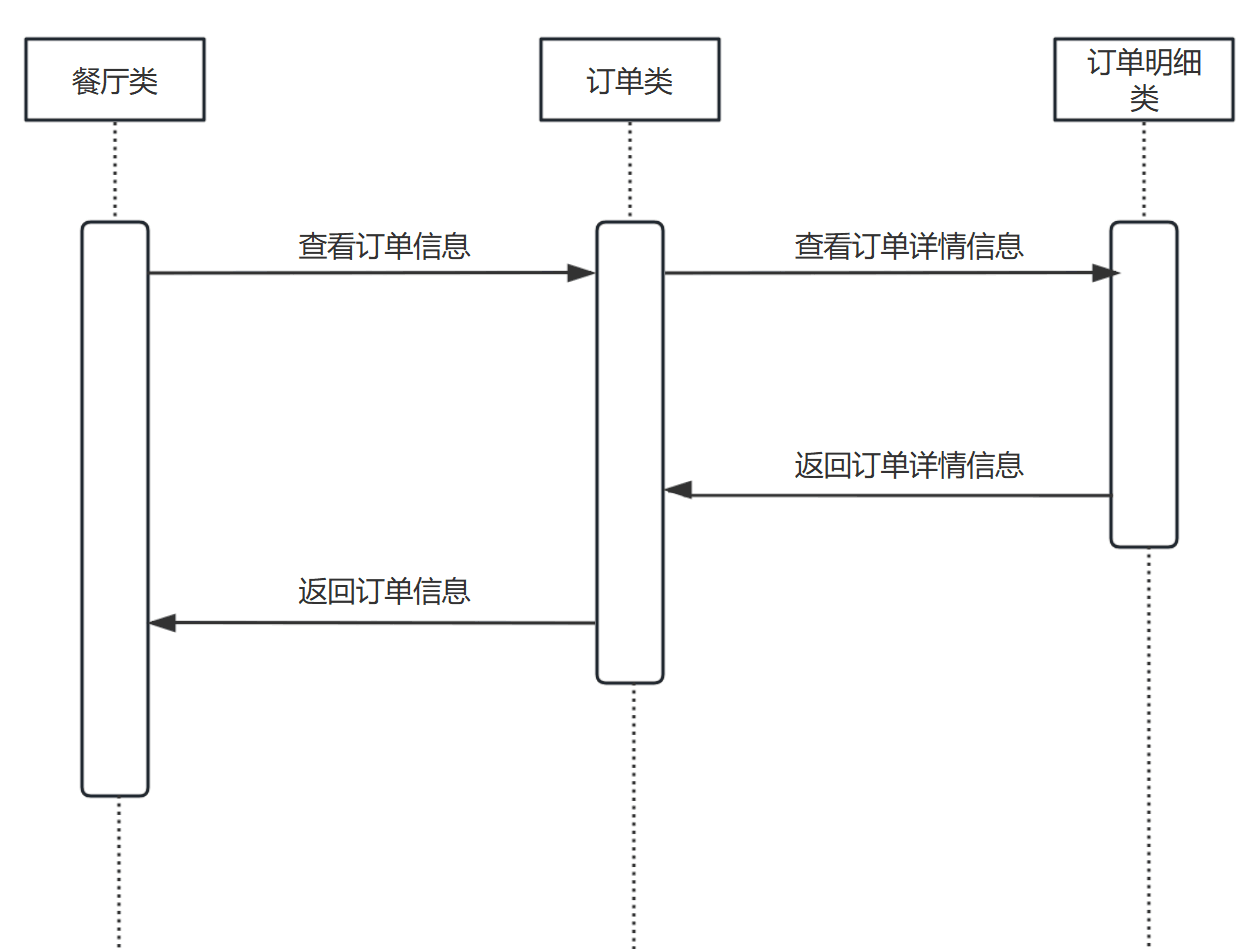 餐厅类
订单类
订单明细
类
查看订单信息
查看订单详情信息
返回订单详情信息
返回订单信息